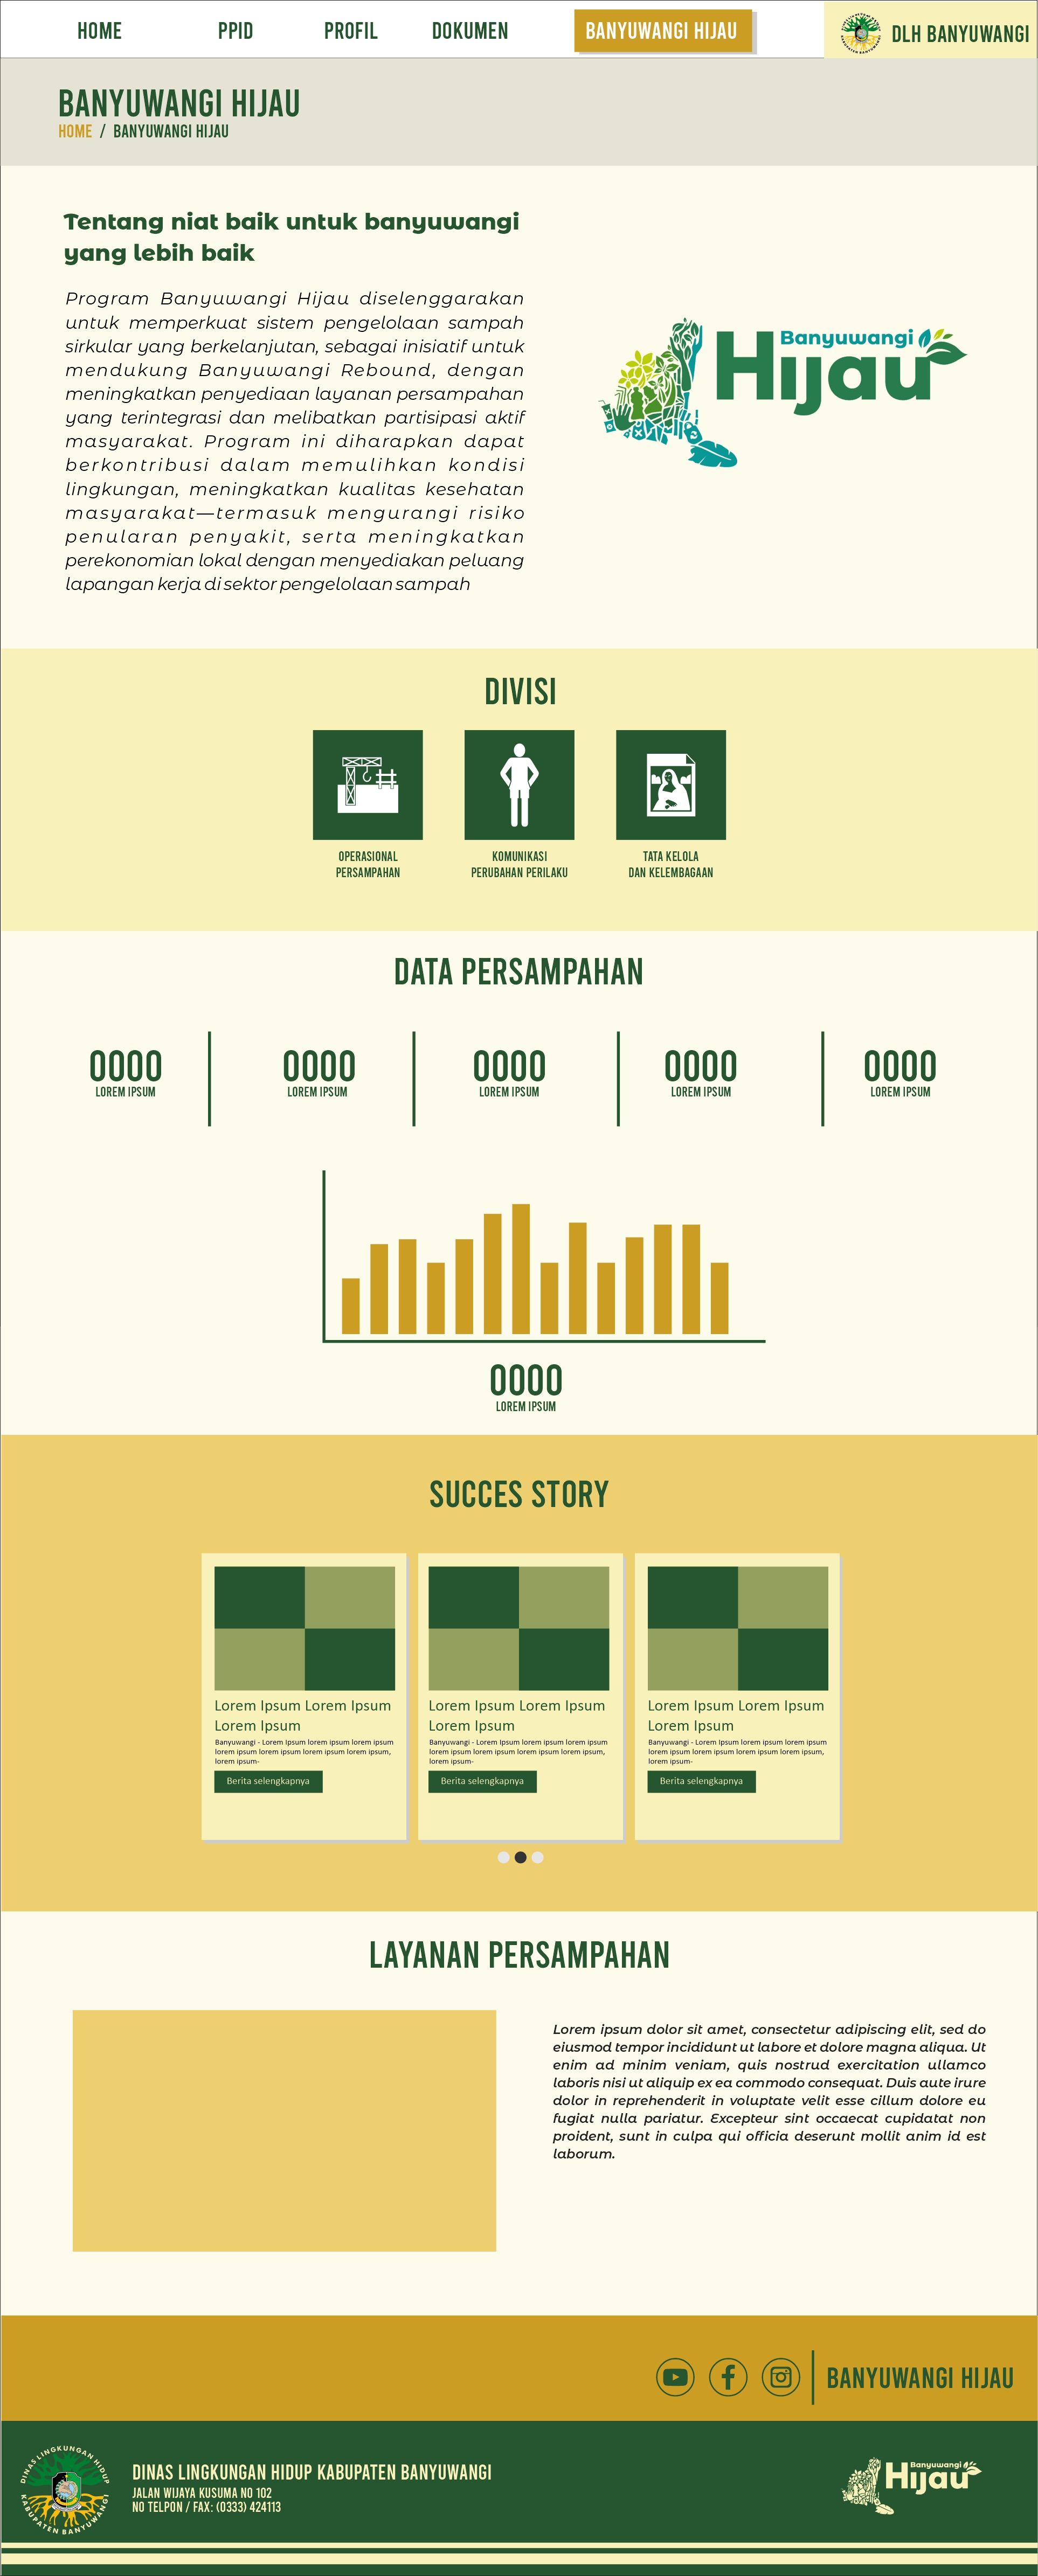 HOME PPID PROFIL DOKUMEN BANYUWANGI HIJAU DLH BANYUWANGI
BANYUWANGI HIJAU
HOME / BANYUWANGI HIJAU
Tentang niat baik untuk banyuwangi
yang lebih baik
Program Banyuwangi Hijau diselenggarakan
untuk memperkuat sistem pengelolaan sampah
sirkular yang berkelanjutan, sebagai inisiatif untuk
mendukung Banyuwangi Rebound, dengan
meningkatkan penyediaan layanan persampahan
yang terintegrasi dan melibatkan partisipasi aktif
masyarakat. Program ini diharapkan dapat
berkontribusi dalam memulihkan kondisi
lingkungan, meningkatkan kualitas kesehatan
masyarakat—termasuk mengurangi risiko
penularan penyakit, serta meningkatkan
perekonomian lokal dengan menyediakan peluang
lapangan kerja di sektor pengelolaan sampah
Banyuwangi
Hijau
DIVISI
OPERASIONAL
PERSAMPAHAN
KOMUNIKASI
PERUBAHAN PERILAKU
TATA KELOLA
DAN KELEMBAGAAN
DATA PERSAMPAHAN
0000 0000 0000 0000 0000
LOREM IPSUM LOREM IPSUM LOREM IPSUM LOREM IPSUM LOREM IPSUM
0000
LOREM IPSUM
SUCCES STORY
Lorem Ipsum Lorem Ipsum
Lorem Ipsum
Banyuwangi - Lorem Ipsum lorem ipsum lorem ipsum
lorem ipsum lorem ipsum lorem ipsum lorem ipsum,
lorem ipsum-
Berita selengkapnya
Lorem Ipsum Lorem Ipsum
Lorem Ipsum
Banyuwangi - Lorem Ipsum lorem ipsum lorem ipsum
lorem ipsum lorem ipsum lorem ipsum lorem ipsum,
lorem ipsum-
Berita selengkapnya
Lorem Ipsum Lorem Ipsum
Lorem Ipsum
Banyuwangi - Lorem Ipsum lorem ipsum lorem ipsum
lorem ipsum lorem ipsum lorem ipsum lorem ipsum,
lorem ipsum-
Berita selengkapnya
LAYANAN PERSAMPAHAN
Lorem ipsum dolor sit amet, consectetur adipiscing elit, sed do
eiusmod tempor incididunt ut labore et dolore magna aliqua. Ut
enim ad minim veniam, quis nostrud exercitation ullamco
laboris nisi ut aliquip ex ea commodo consequat. Duis aute irure
dolor in reprehenderit in voluptate velit esse cillum dolore eu
fugiat nulla pariatur. Excepteur sint occaecat cupidatat non
proident, sunt in culpa qui officia deserunt mollit anim id est
laborum.
BANYUWANGI HIJAU
DINAS LINGKUNGAN HIDUP
KABUPATEN BANYUWANGI
DINAS LINGKUNGAN HIDUP KABUPATEN BANYUWANGI
JALAN WIJAYA KUSUMA NO 102
NO TELPON / FAX: (0333) 424113
Banyuwangi
Hijau